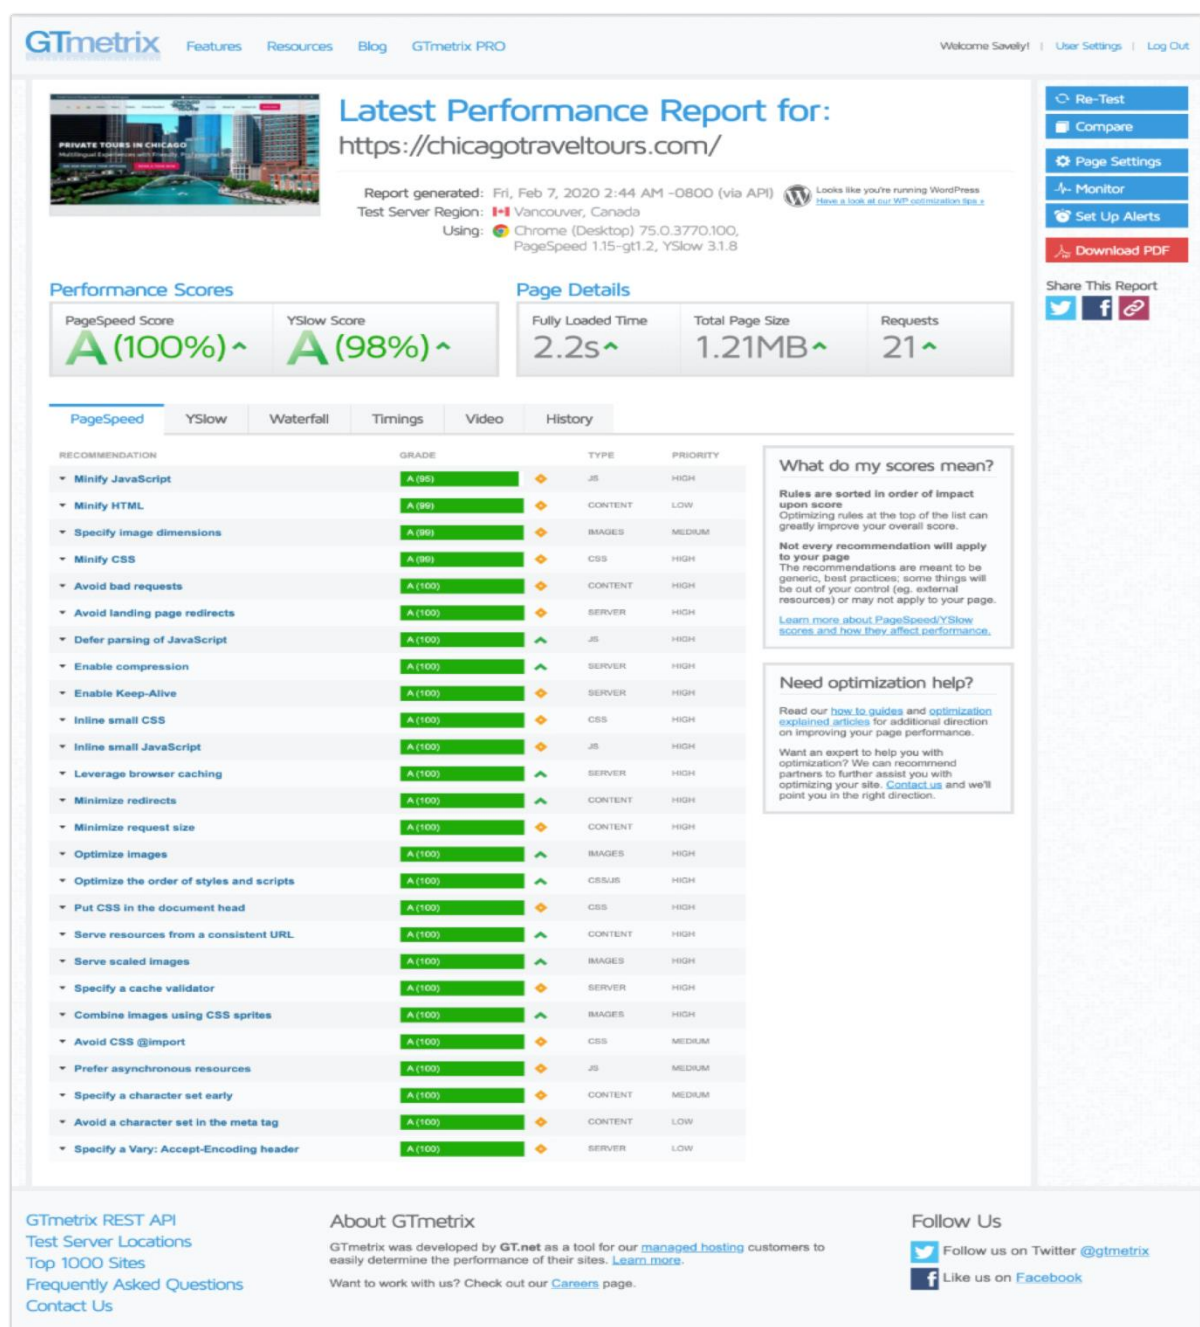 GTmetrix Features Resources Blog GTmetrix PRO Welcome Saveliy! | User Settings | Log Out
PRIVATE TOURS IN CHICAGO
Latest Performance Report for:
https://chicagotraveltours.com/
Report generated: Fri, Feb 7, 2020 2:44 AM -0800 (via API)
Test Server Region: Vancouver, Canada
Using: Chrome (Desktop) 75.0.3770.100,
PageSpeed 1.15-gt1.2, YSlow 3.1.8
Looks like you're running WordPress
Have a look at our WP optimization tips »
Re-Test
Compare
Page Settings
Monitor
Set Up Alerts
Download PDF
Share This Report
Performance Scores
PageSpeed Score YSlow Score
A (100%) A (98%)
Page Details
Fully Loaded Time Total Page Size Requests
2.2s 1.21MB 21
PageSpeed YSlow Waterfall Timings Video History
RECOMMENDATION GRADE TYPE PRIORITY
Minify JavaScript A (95) JS HIGH
Minify HTML A (99) CONTENT LOW
Specify image dimensions A (99) IMAGES MEDIUM
Minify CSS A (99) CSS HIGH
Avoid bad requests A (100) CONTENT HIGH
Avoid landing page redirects A (100) SERVER HIGH
Defer parsing of JavaScript A (100) JS HIGH
Enable compression A (100) SERVER HIGH
Enable Keep-Alive A (100) SERVER HIGH
Inline small CSS A (100) CSS HIGH
Inline small JavaScript A (100) JS HIGH
Leverage browser caching A (100) SERVER HIGH
Minimize redirects A (100) CONTENT HIGH
Minimize request size A (100) CONTENT HIGH
Optimize images A (100) IMAGES HIGH
Optimize the order of styles and scripts A (100) CSS/JS HIGH
Put CSS in the document head A (100) CSS HIGH
Serve resources from a consistent URL A (100) CONTENT HIGH
Serve scaled images A (100) IMAGES HIGH
Specify a cache validator A (100) SERVER HIGH
Combine images using CSS sprites A (100) IMAGES HIGH
Avoid CSS @import A (100) CSS MEDIUM
Prefer asynchronous resources A (100) JS MEDIUM
Specify a character set early A (100) CONTENT MEDIUM
Avoid a character set in the meta tag A (100) CONTENT LOW
Specify a Vary: Accept-Encoding header A (100) SERVER LOW
What do my scores mean?
Rules are sorted in order of impact
upon score
Optimizing rules at the top of the list can
greatly improve your overall score.
Not every recommendation will apply
to your page
The recommendations are meant to be
generic, best practices; some things will
be out of your control (eg. external
resources) or may not apply to your page.
Learn more about PageSpeed/YSlow
scores and how they affect performance.
Need optimization help?
Read our how to guides and optimization
explained articles for additional direction
on improving your page performance.
Want an expert to help you with
optimization? We can recommend
partners to further assist you with
optimizing your site. Contact us and we'll
point you in the right direction.
GTmetrix REST API
Test Server Locations
Top 1000 Sites
Frequently Asked Questions
Contact Us
About GTmetrix
GTmetrix was developed by GT.net as a tool for our managed hosting customers to
easily determine the performance of their sites. Learn more.
Want to work with us? Check out our Careers page.
Follow Us
Follow us on Twitter @gtmetrix
Like us on Facebook